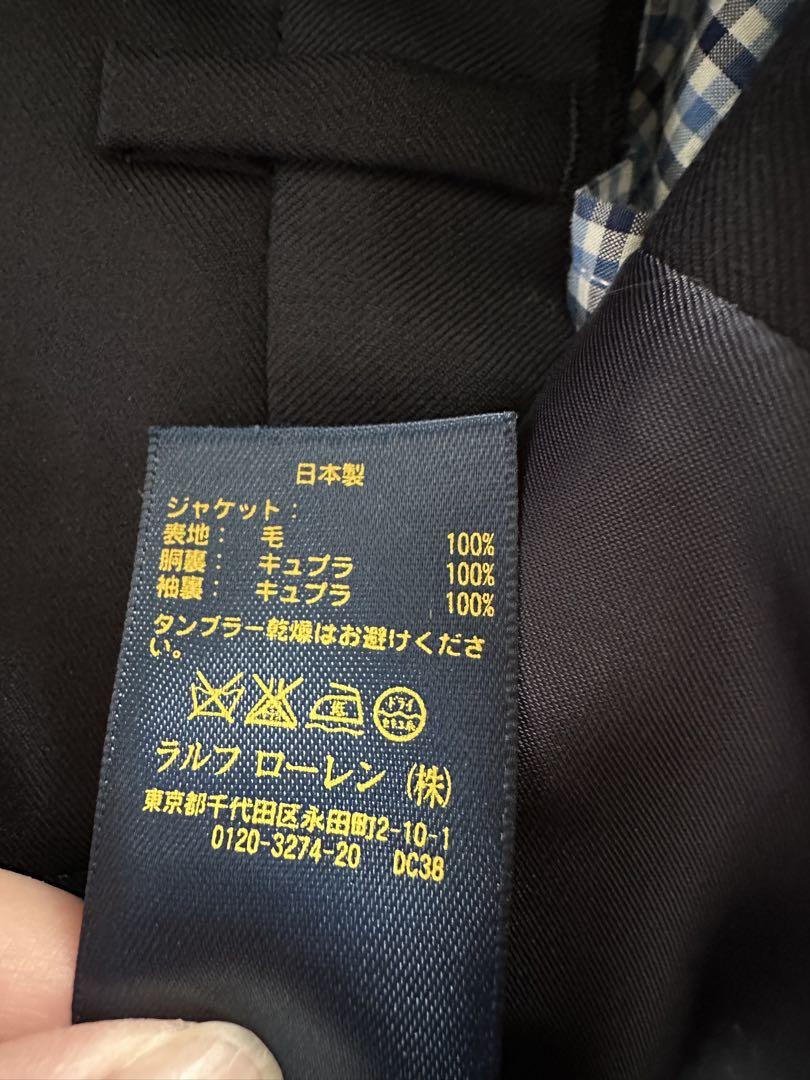 日本製
ジャケット：
表地： 毛 100%
胴裏： キュプラ 100%
袖裏： キュプラ 100%
タンブラー乾燥はお避けくださ
い。
ドライ
ラルフ ローレン (株)
東京都千代田区永田町2-10-1
0120-3274-20 DC38